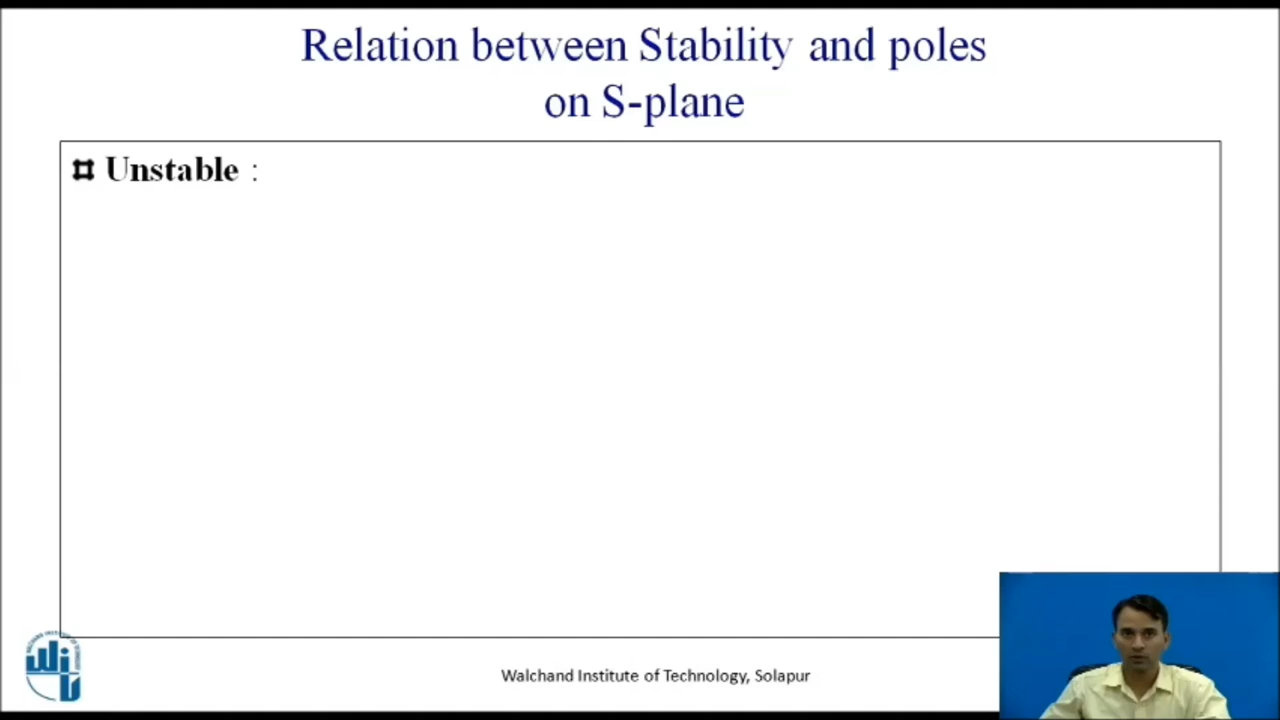 Relation between Stability and poles
on S-plane
Unstable :
Walchand Institute of Technology, Solapur